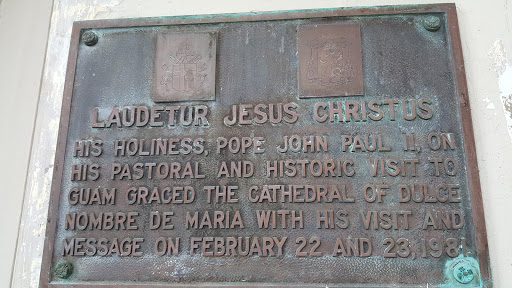 LAUDETUR JESUS CHRISTUS
HIS HOLINESS, POPE JOHN PAUL II, ON
HIS PASTORAL AND HISTORIC VISIT TO
GUAM GRACED THE CATHEDRAL OF DULCE
NOMBRE DE MARIA WITH HIS VISIT AND
MESSAGE ON FEBRUARY 22 AND 23, 1981